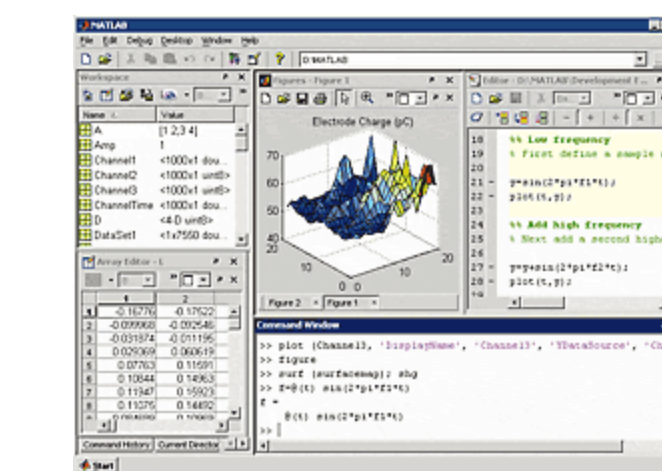 MATLAB
File Edit Debug Desktop Window Help
D:\MATLAB
Workspace
Name Value
A [1 2;3 4]
Amp 1
Channel1 <1000x1 dou...
Channel2 <1000x1 uint8>
Channel3 <1000x1 uint8>
ChannelTime <1000x1 dou...
D <4-D uint8>
DataSet1 <1x7550 dou...
Array Editor - L
1 2
1 -0.16776 -0.17522
2 -0.099968 -0.092546
3 -0.031874 -0.011195
4 0.029369 0.060619
5 0.07763 0.11591
6 0.10844 0.14963
7 0.11947 0.15923
8 0.11075 0.14492
Command History Current Director
Start
Figures - Figure 1
Electrode Charge (pC)
70
60
50
40
20
10
0 0
10
20
Figure 2 Figure 1
Editor - D:\MATLAB\Development E...
18 %% Low frequency
19 % First define a sample
20
21 - y=sin(2*pi*f1*t);
22 - plot(t,y);
23
24 %% Add high frequency
25 % Next add a second high
26
27 - y=y+sin(2*pi*f2*t);
28 - plot(t,y);
29
Command Window
>> plot (Channel3, 'DisplayName', 'Channel3', 'YDataSource', 'Ch
>> figure
>> surf (surfacemap); shg
>> f=@(t) sin(2*pi*f1*t)
f =
@(t) sin(2*pi*f1*t)
>>